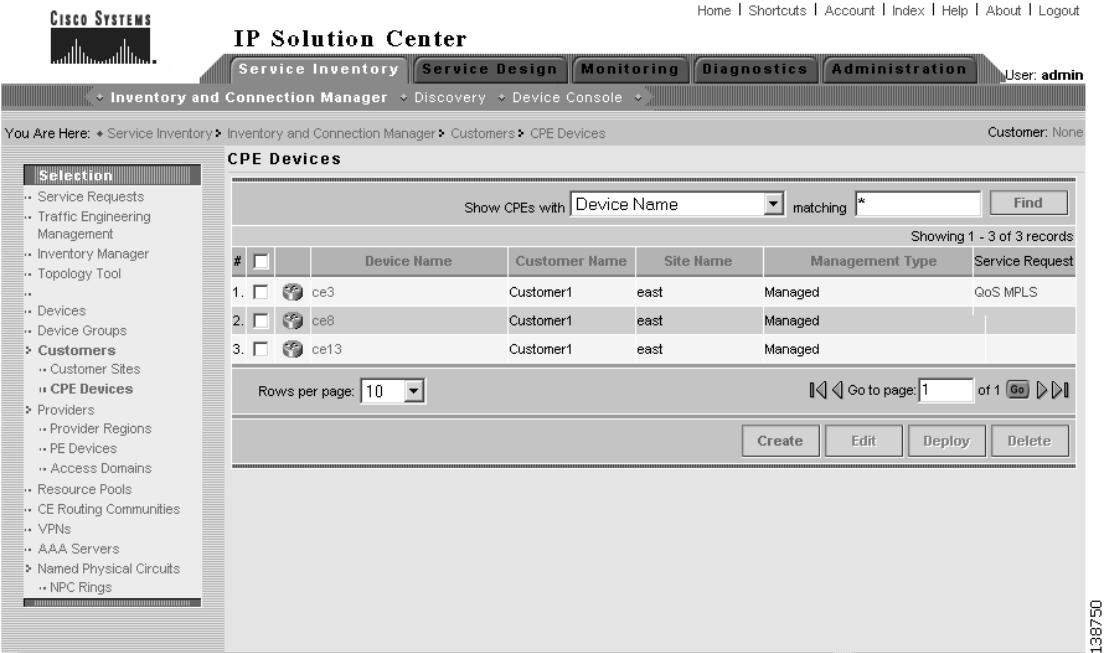 Home | Shortcuts | Account | Index | Help | About | Logout
CISCO SYSTEMS
IP Solution Center
Service Inventory Service Design Monitoring Diagnostics Administration
User: admin
Inventory and Connection Manager Discovery Device Console
You Are Here: Service Inventory Inventory and Connection Manager Customers CPE Devices
Customer: None
Selection
Service Requests
Traffic Engineering
Management
Inventory Manager
Topology Tool
Devices
Device Groups
Customers
Customer Sites
CPE Devices
Providers
Provider Regions
PE Devices
Access Domains
Resource Pools
CE Routing Communities
VPNs
AAA Servers
Named Physical Circuits
NPC Rings
CPE Devices
Show CPEs with Device Name matching * Find
Showing 1 - 3 of 3 records
# Device Name Customer Name Site Name Management Type Service Request
1. ce3 Customer1 east Managed QoS MPLS
2. ce8 Customer1 east Managed
3. ce13 Customer1 east Managed
Rows per page: 10 Go to page: 1 of 1 Go
Create Edit Deploy Delete
138750